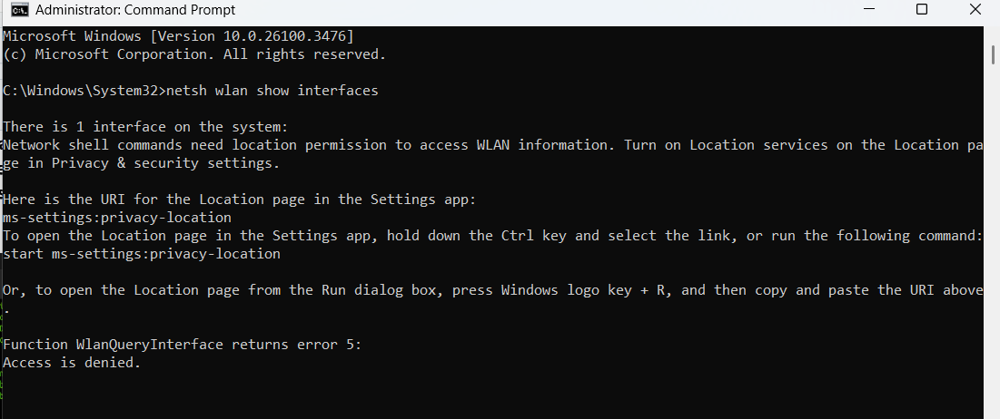 Administrator: Command Prompt
Microsoft Windows [Version 10.0.26100.3476]
(c) Microsoft Corporation. All rights reserved.
C:\Windows\System32>netsh wlan show interfaces
There is 1 interface on the system:
Network shell commands need location permission to access WLAN information. Turn on Location services on the Location pa
ge in Privacy & security settings.
Here is the URI for the Location page in the Settings app:
ms-settings:privacy-location
To open the Location page in the Settings app, hold down the Ctrl key and select the link, or run the following command:
start ms-settings:privacy-location
Or, to open the Location page from the Run dialog box, press Windows logo key + R, and then copy and paste the URI above
.
Function WlanQueryInterface returns error 5:
Access is denied.